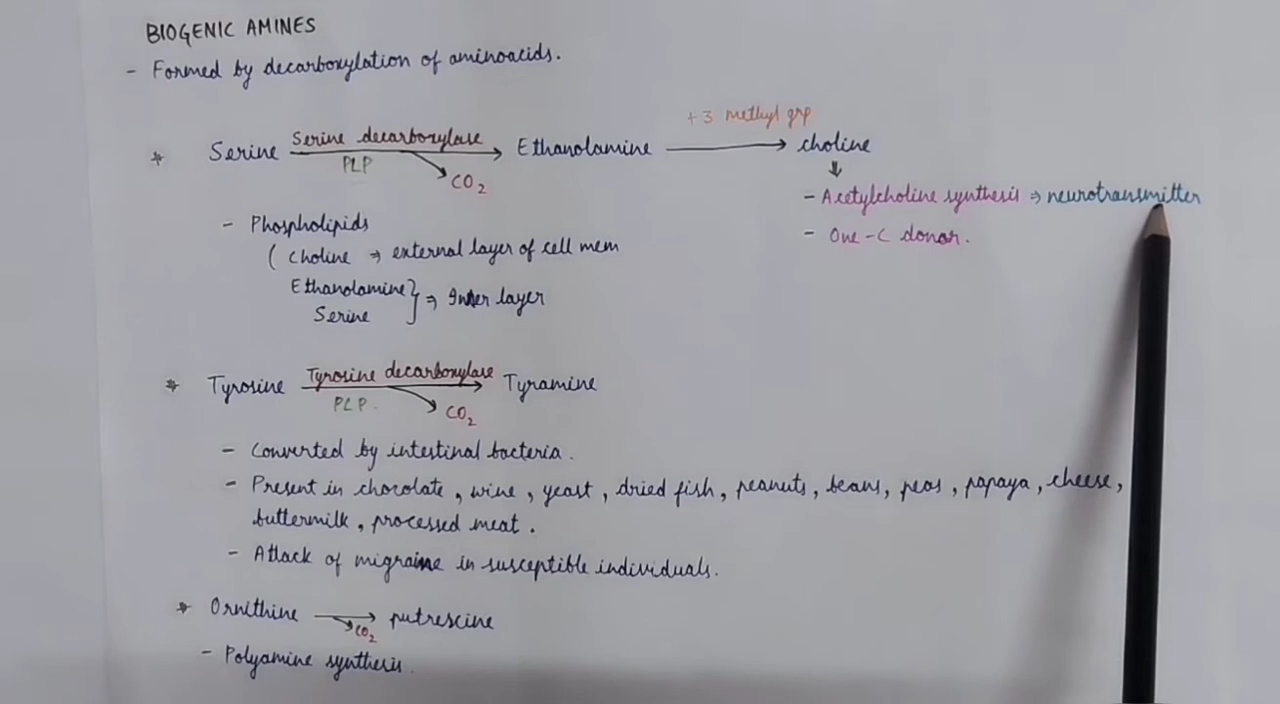 BIOGENIC AMINES
- Formed by decarboxylation of aminoacids.
* Serine Serine decarboxylase PLP CO2 Ethanolamine +3 methyl grp choline
- Acetylcholine synthesis ⇒ neurotransmitter
- One-C donor.
- Phospholipids
( choline ⇒ external layer of cell mem
Ethanolamine } ⇒ Inner layer
Serine
* Tyrosine Tyrosine decarboxylase PLP. CO2 Tyramine
- Converted by intestinal bacteria.
- Present in chocolate, wine, yeast, dried fish, peanuts, beans, peas, papaya, cheese,
buttermilk, processed meat.
- Attack of migraine in susceptible individuals.
* Ornithine → CO2 putrescine
- Polyamine synthesis.